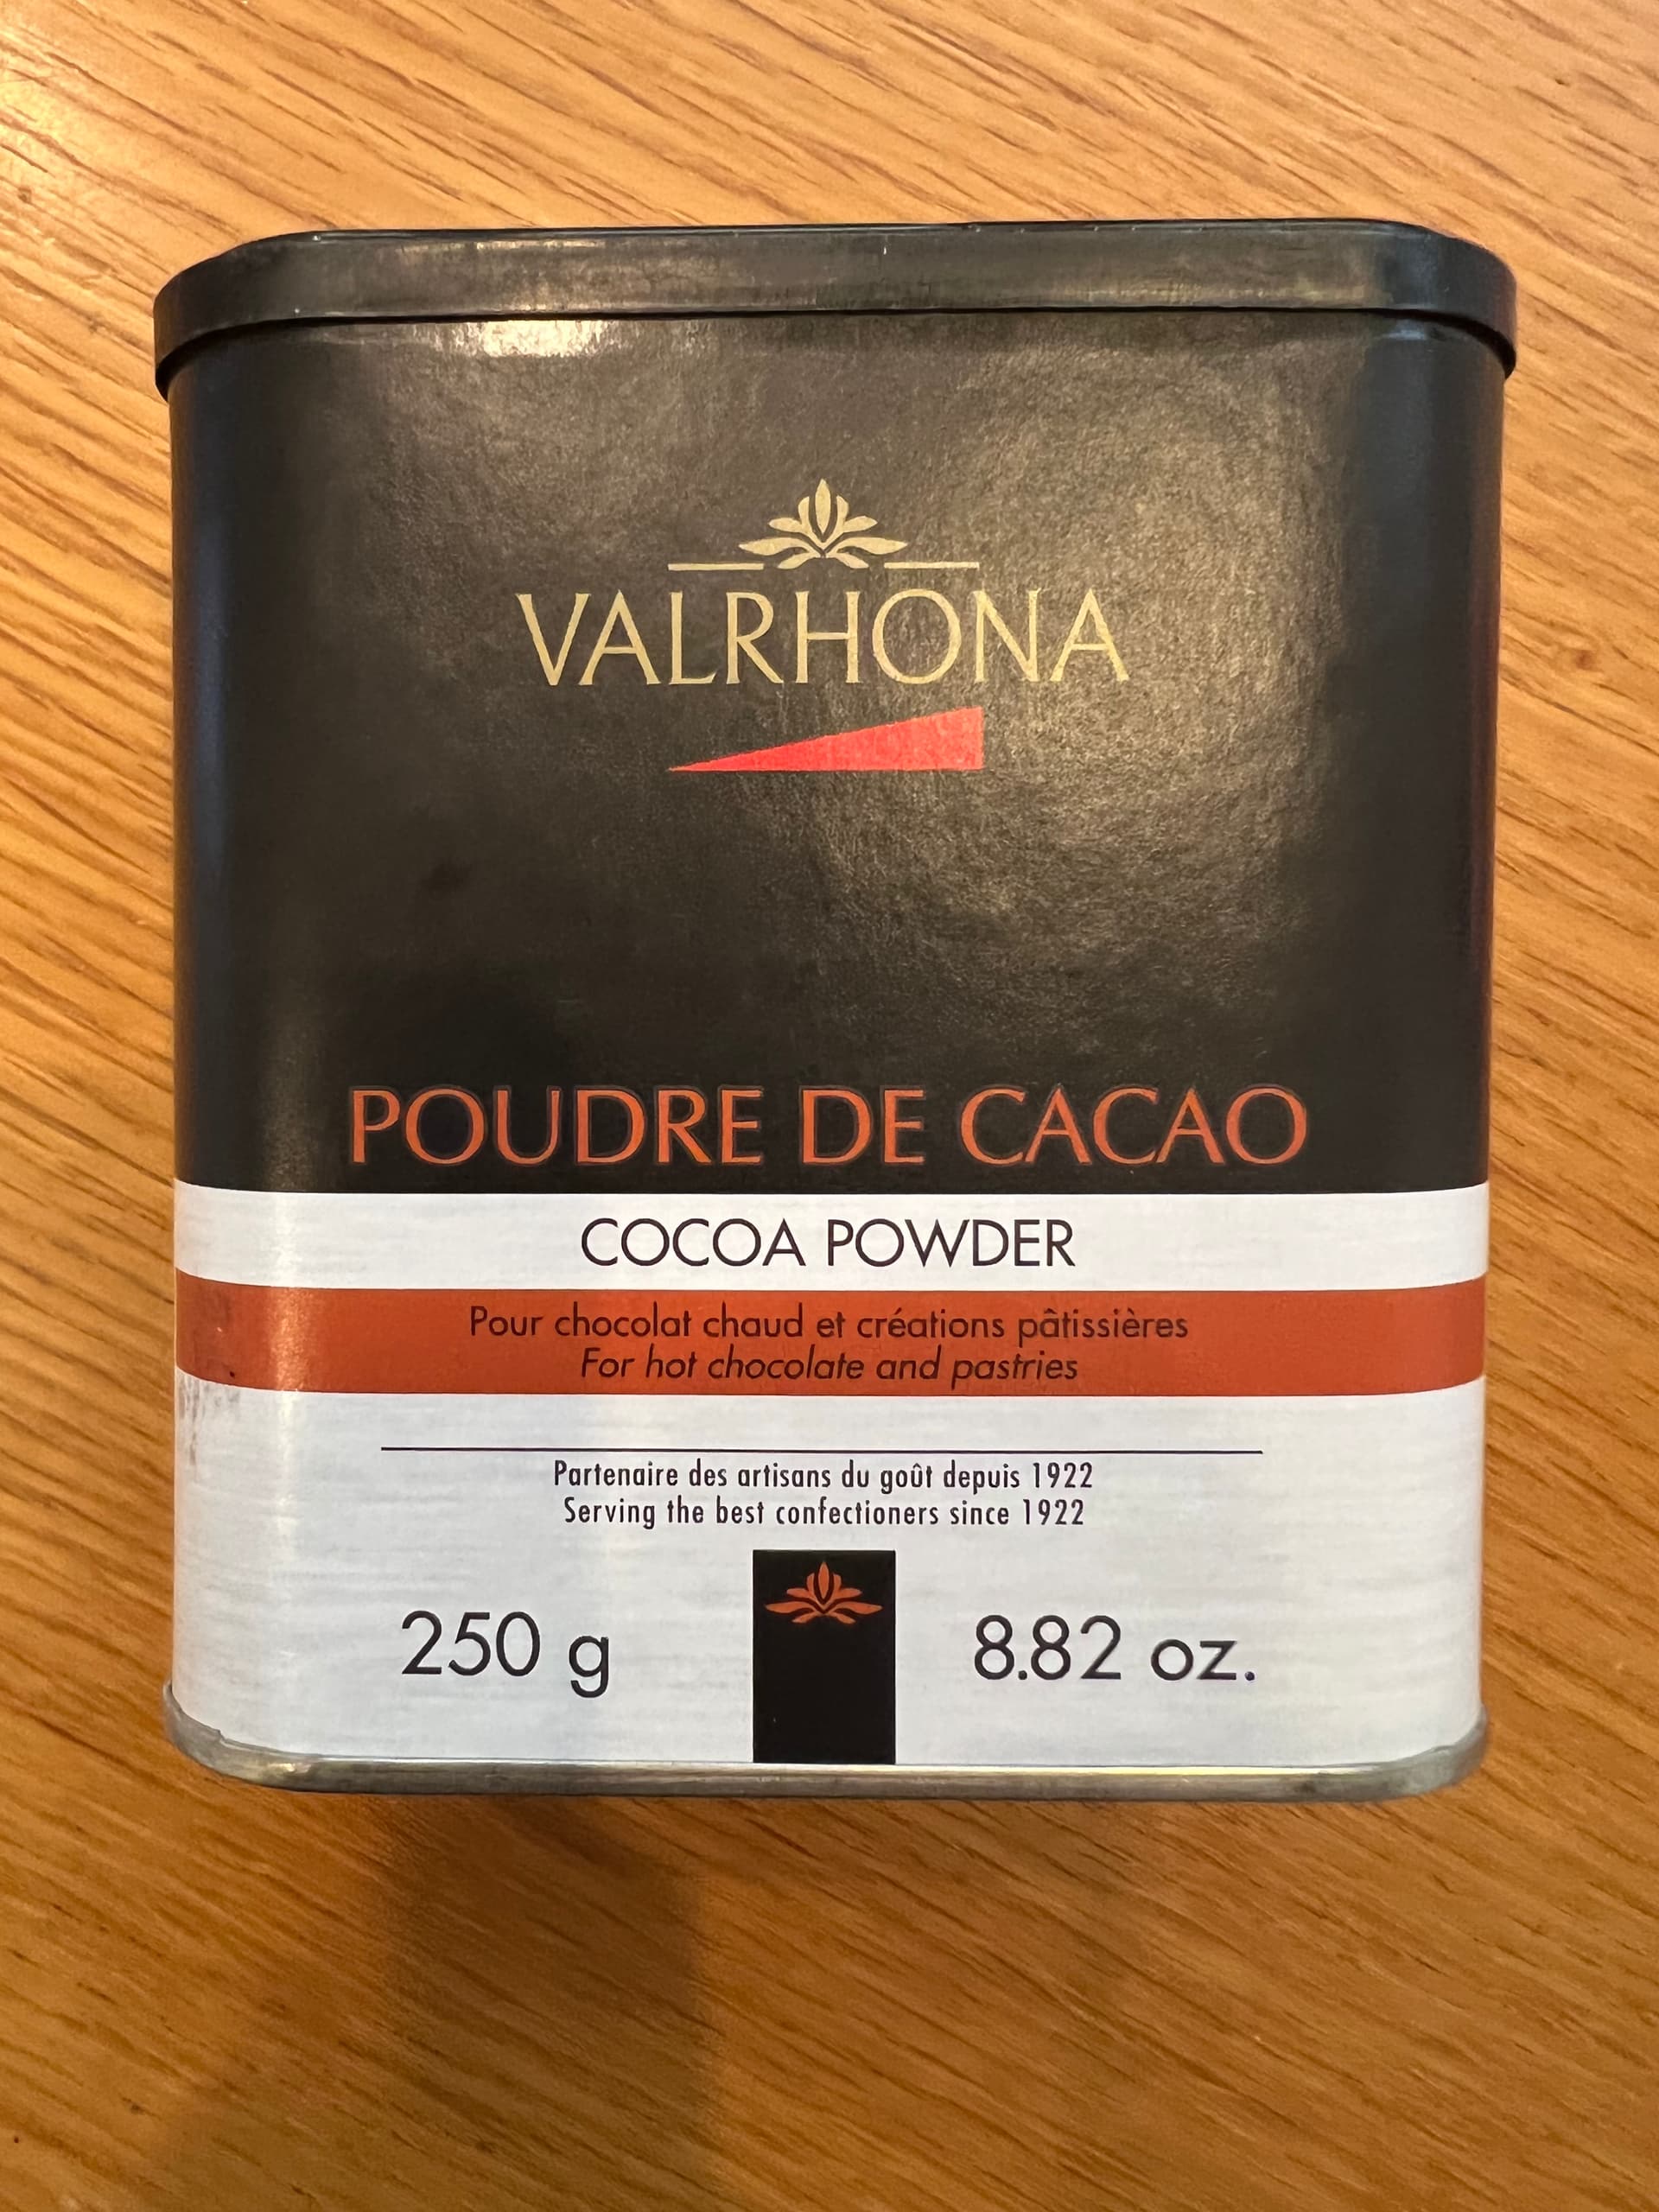 VALRHONA
POUDRE DE CACAO
COCOA POWDER
Pour chocolat chaud et créations pâtissières
For hot chocolate and pastries
Partenaire des artisans du goût depuis 1922
Serving the best confectioners since 1922
250 g 8.82 oz.